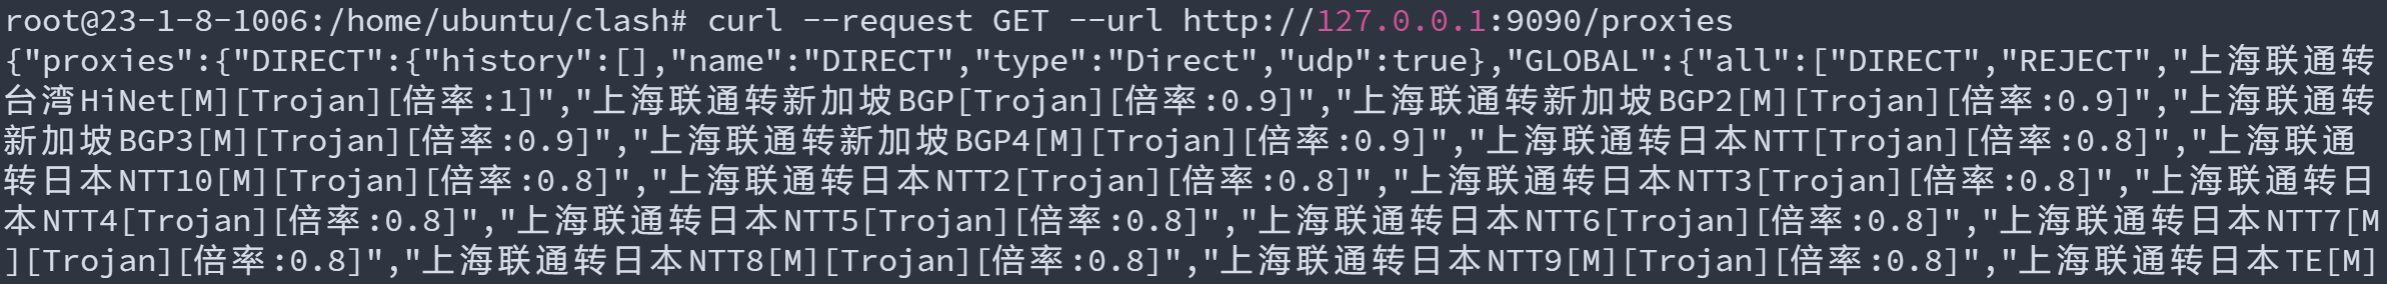 root@23-1-8-1006:/home/ubuntu/clash# curl --request GET --url http://127.0.0.1:9090/proxies
{"proxies":{"DIRECT":{"history":[],"name":"DIRECT","type":"Direct","udp":true},"GLOBAL":{"all":["DIRECT","REJECT","上海联通转
台湾HiNet[M][Trojan][倍率:1]","上海联通转新加坡BGP[Trojan][倍率:0.9]","上海联通转新加坡BGP2[M][Trojan][倍率:0.9]","上海联通转
新加坡BGP3[M][Trojan][倍率:0.9]","上海联通转新加坡BGP4[M][Trojan][倍率:0.9]","上海联通转日本NTT[Trojan][倍率:0.8]","上海联通
转日本NTT10[M][Trojan][倍率:0.8]","上海联通转日本NTT2[Trojan][倍率:0.8]","上海联通转日本NTT3[Trojan][倍率:0.8]","上海联通转日
本NTT4[Trojan][倍率:0.8]","上海联通转日本NTT5[Trojan][倍率:0.8]","上海联通转日本NTT6[Trojan][倍率:0.8]","上海联通转日本NTT7[M
][Trojan][倍率:0.8]","上海联通转日本NTT8[M][Trojan][倍率:0.8]","上海联通转日本NTT9[M][Trojan][倍率:0.8]","上海联通转日本TE[M]